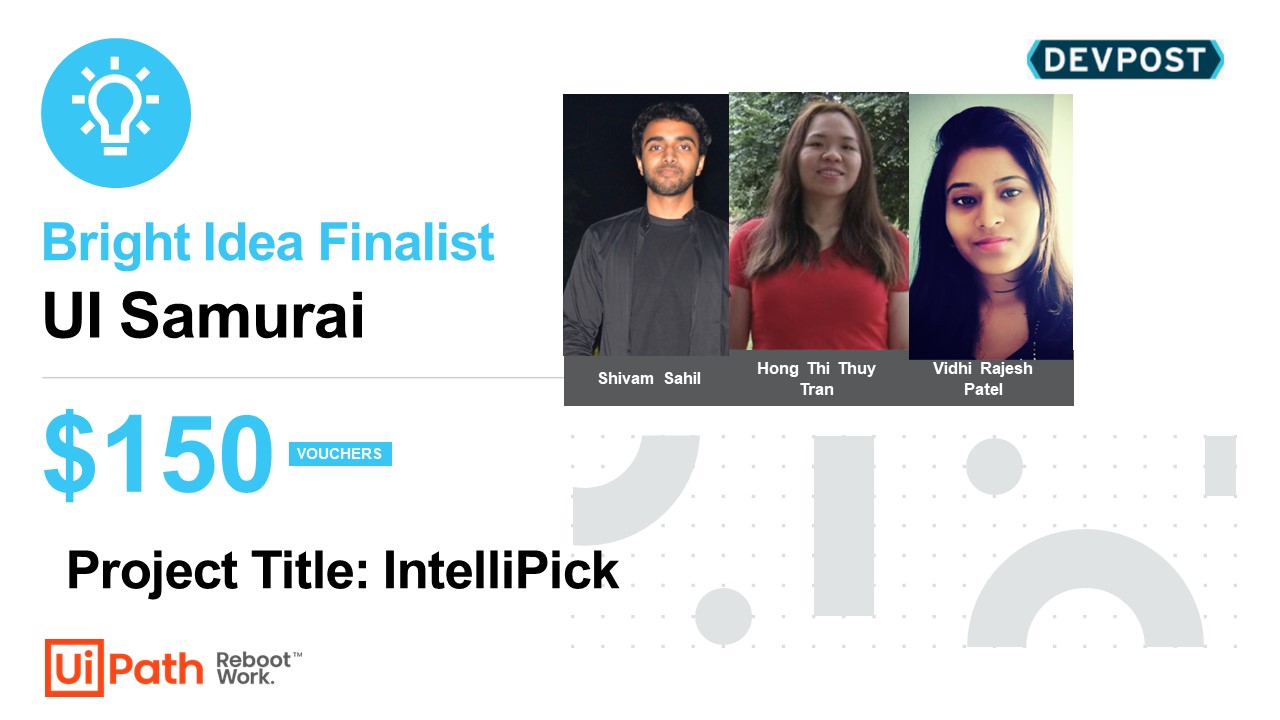 DEVPOST
Bright Idea Finalist
UI Samurai
Shivam Sahil
Hong Thi Thuy
Tran
Vidhi Rajesh
Patel
$150 VOUCHERS
Project Title: IntelliPick
UiPath Reboot™
Work.